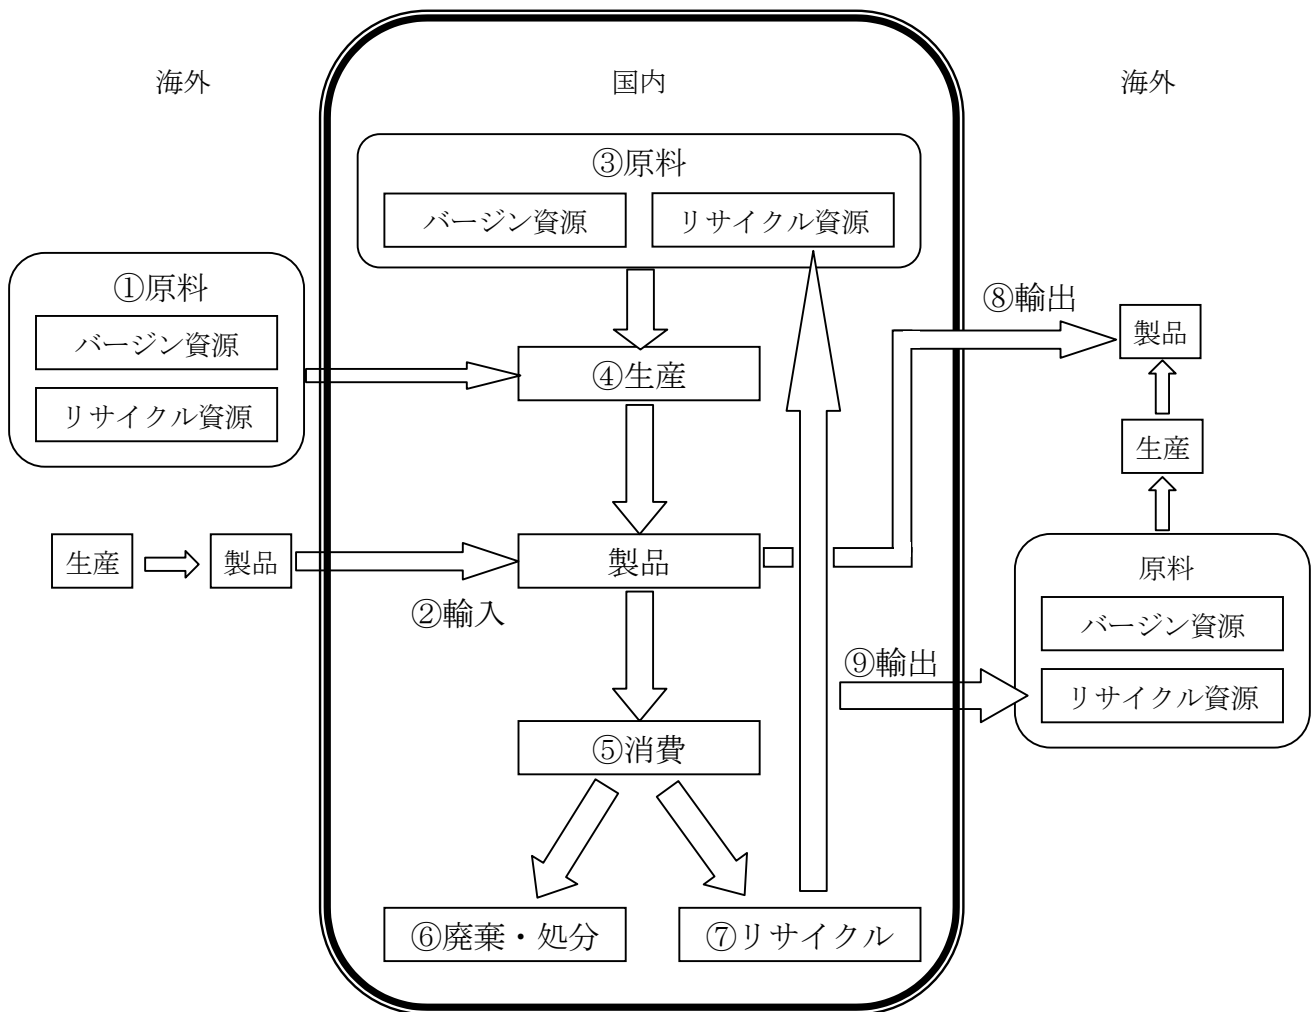 海外
国内
海外
③原料
バージン資源
リサイクル資源
①原料
バージン資源
リサイクル資源
④生産
⑧輸出
製品
生産
生産
製品
②輸入
製品
原料
バージン資源
リサイクル資源
⑨輸出
⑤消費
⑥廃棄・処分
⑦リサイクル